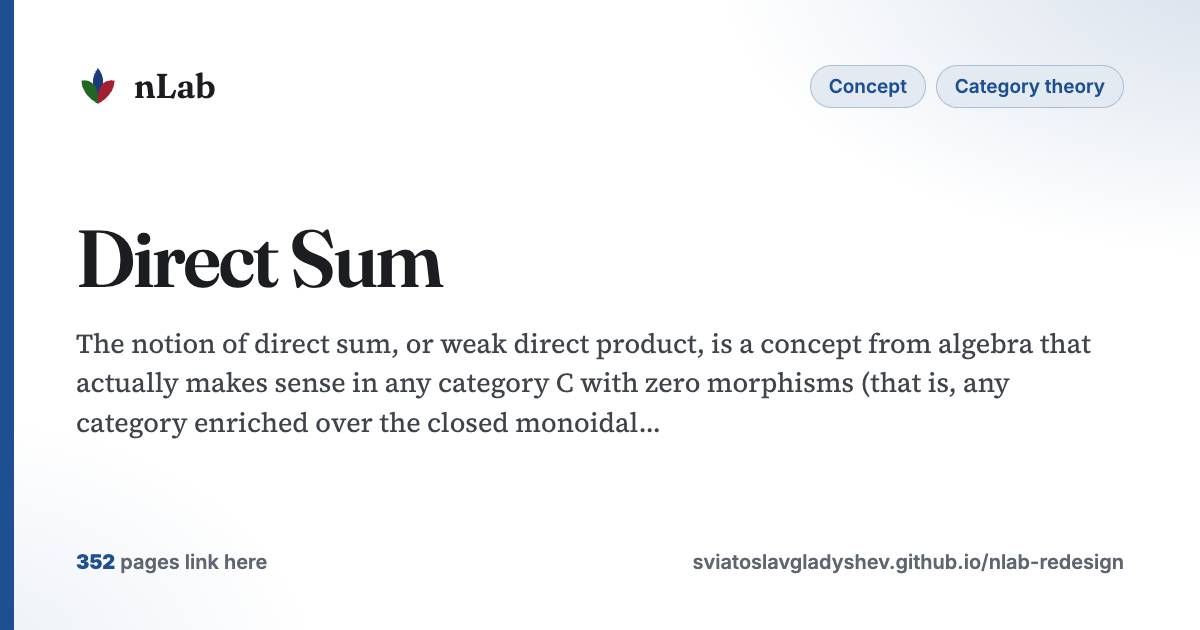 nLab
Concept
Category theory
Direct Sum
The notion of direct sum, or weak direct product, is a concept from algebra that
actually makes sense in any category C with zero morphisms (that is, any
category enriched over the closed monoidal...
352 pages link here
sviatoslavgladyshev.github.io/nlab-redesign